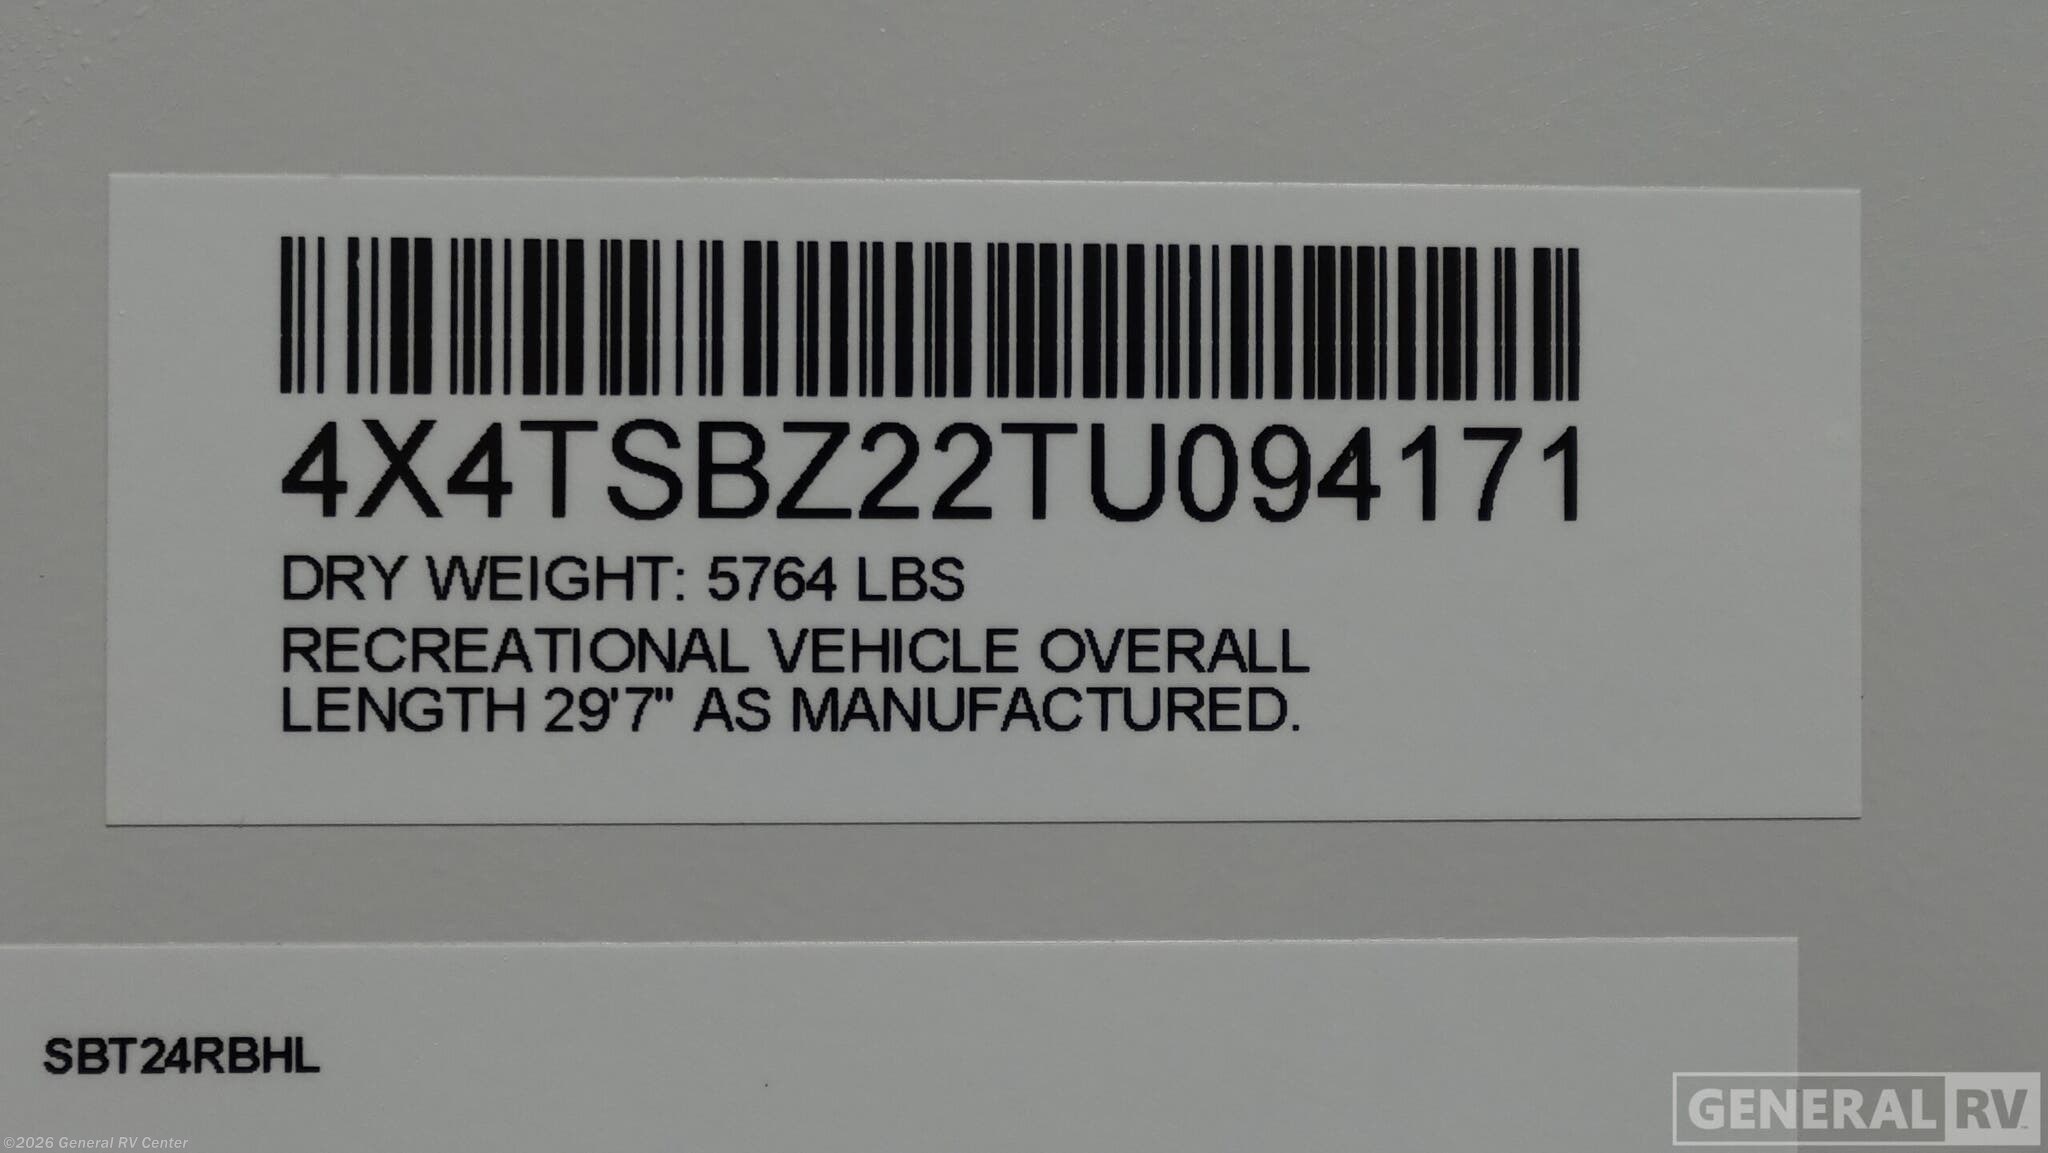 4X4TSBZ22TU094171
DRY WEIGHT: 5764 LBS
RECREATIONAL VEHICLE OVERALL
LENGTH 29'7" AS MANUFACTURED.
SBT24RBHL
GENERAL RV
©2026 General RV Center